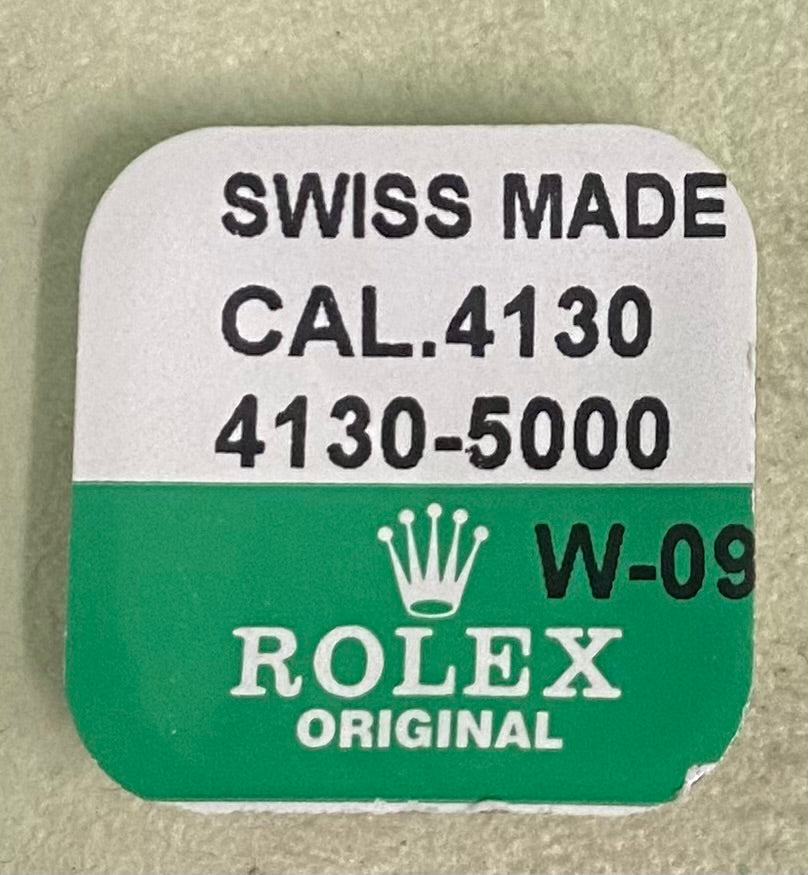 SWISS MADE
CAL.4130
4130-5000
W-09
ROLEX
ORIGINAL